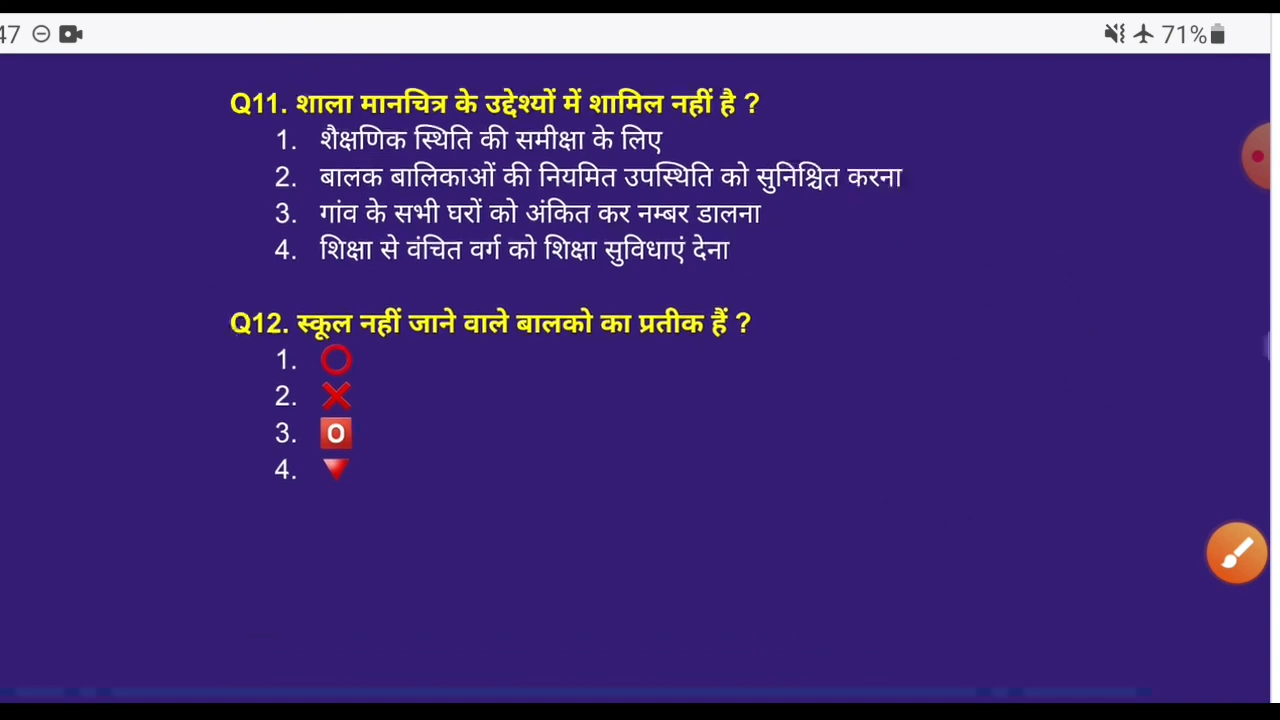 47 71%
Q11. शाला मानचित्र के उद्देश्यों में शामिल नहीं है ?
1. शैक्षणिक स्थिति की समीक्षा के लिए
2. बालक बालिकाओं की नियमित उपस्थिति को सुनिश्चित करना
3. गांव के सभी घरों को अंकित कर नम्बर डालना
4. शिक्षा से वंचित वर्ग को शिक्षा सुविधाएं देना
Q12. स्कूल नहीं जाने वाले बालको का प्रतीक हैं ?
1. ⭕
2. ❌
3. 🅾
4. 🔻